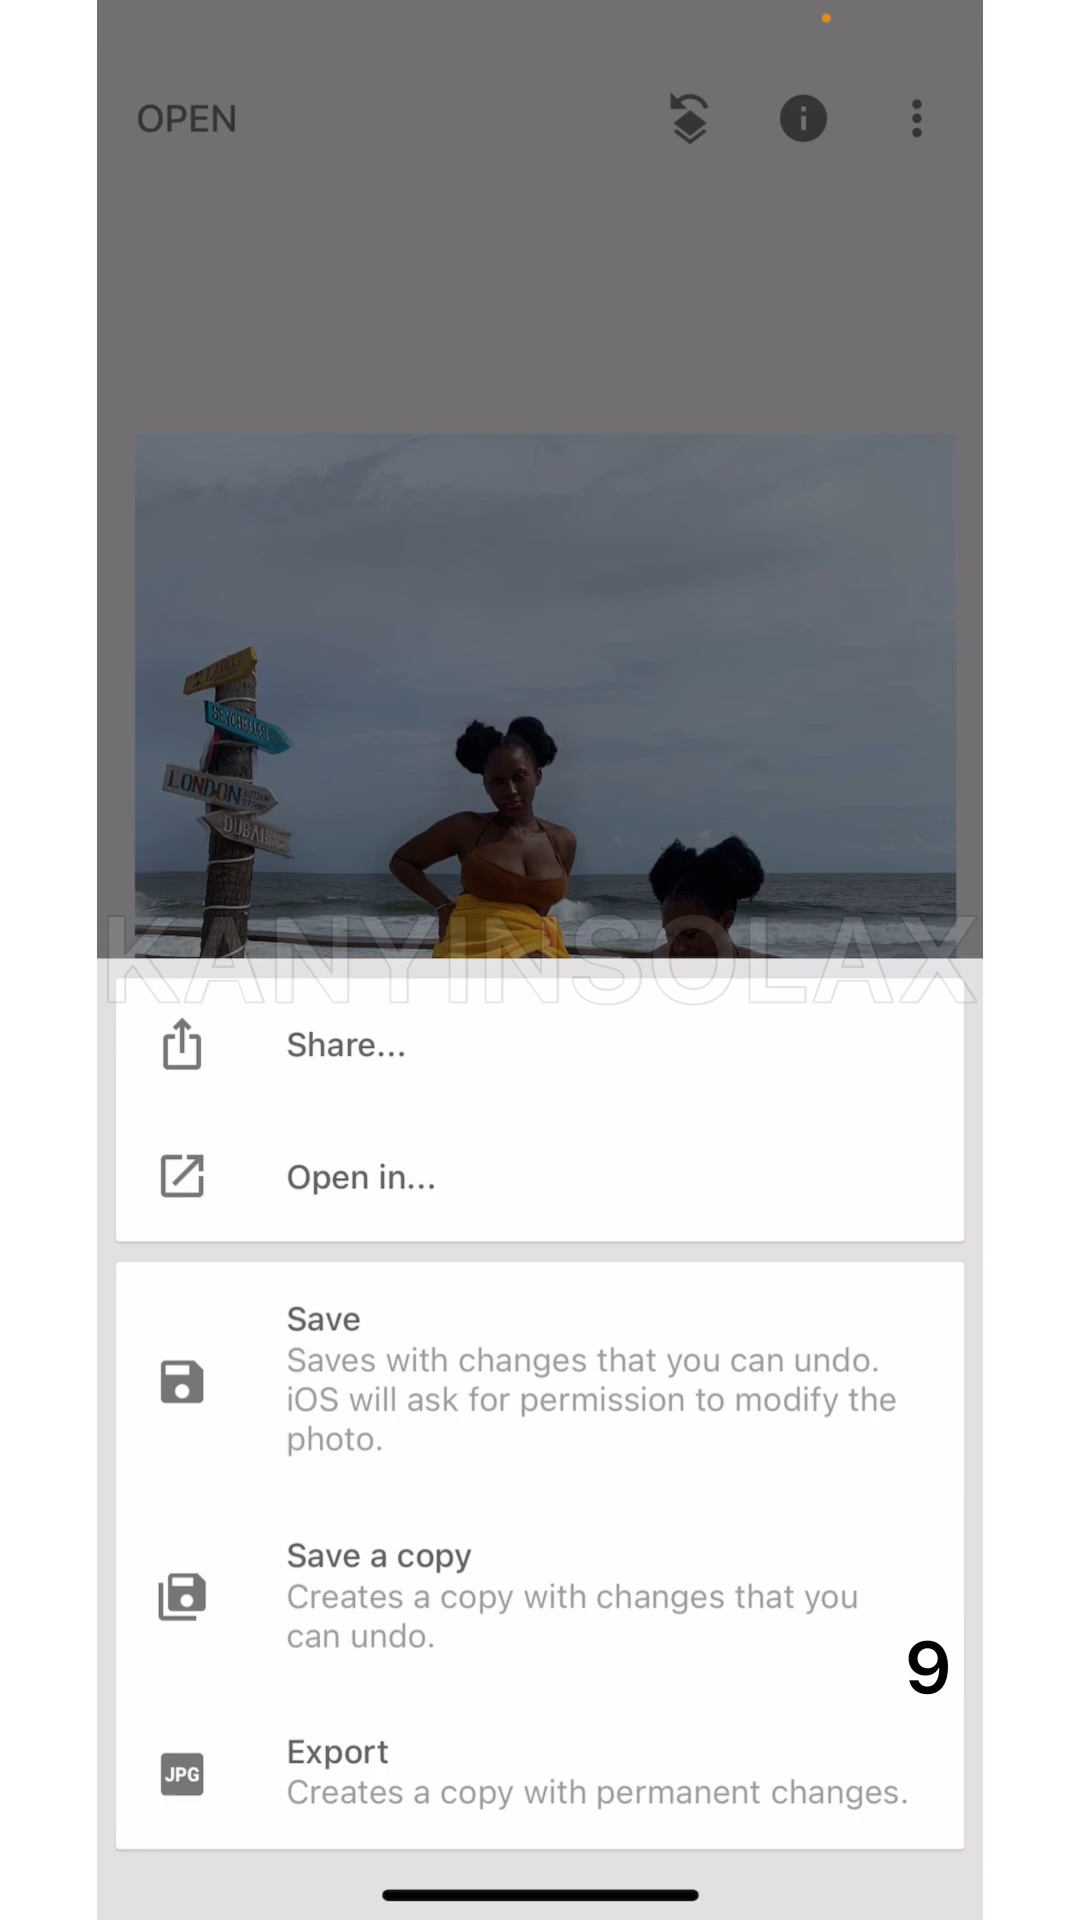 OPEN
LONDON
DUBAI
KANYINSOLAX
Share...
Open in...
Save
Saves with changes that you can undo.
iOS will ask for permission to modify the
photo.
Save a copy
Creates a copy with changes that you
can undo.
9
JPG
Export
Creates a copy with permanent changes.